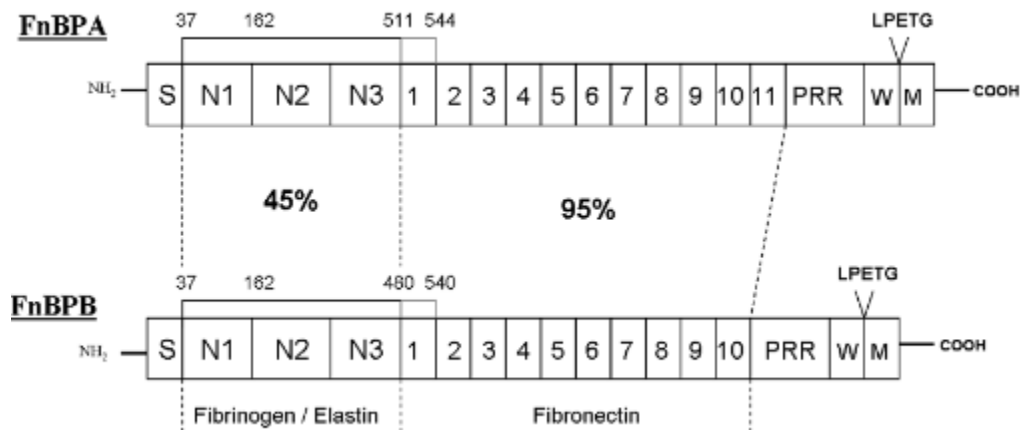 37 162 511 544 LPETG
FnBPA
NH2 S N1 N2 N3 1 2 3 4 5 6 7 8 9 10 11 PRR W M COOH
45% 95%
37 162 480 540 LPETG
FnBPB
NH2 S N1 N2 N3 1 2 3 4 5 6 7 8 9 10 PRR W M COOH
Fibrinogen / Elastin Fibronectin